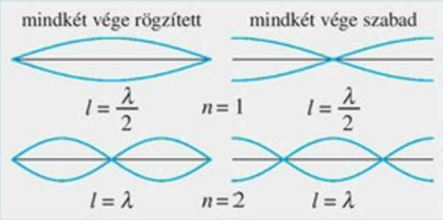 mindkét vége rögzített mindkét vége szabad
l = λ/2 n = 1 l = λ/2
l = λ n = 2 l = λ